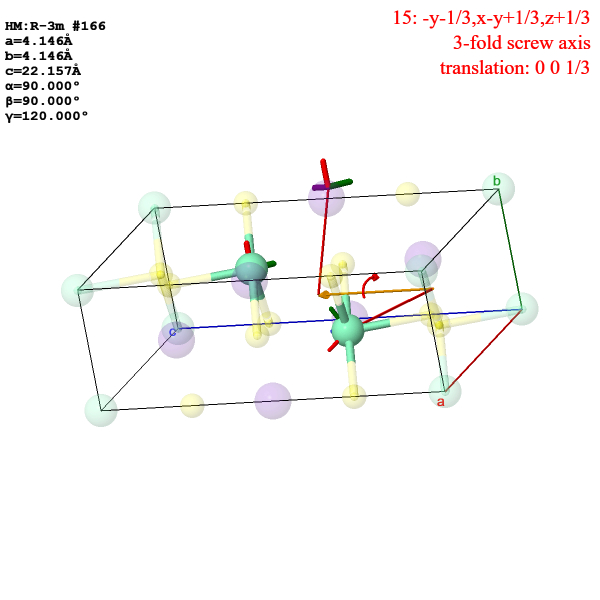 HM:R-3m #166
a=4.146Å
b=4.146Å
c=22.157Å
α=90.000°
β=90.000°
γ=120.000°
15: -y-1/3,x-y+1/3,z+1/3
3-fold screw axis
translation: 0 0 1/3
b
c
a